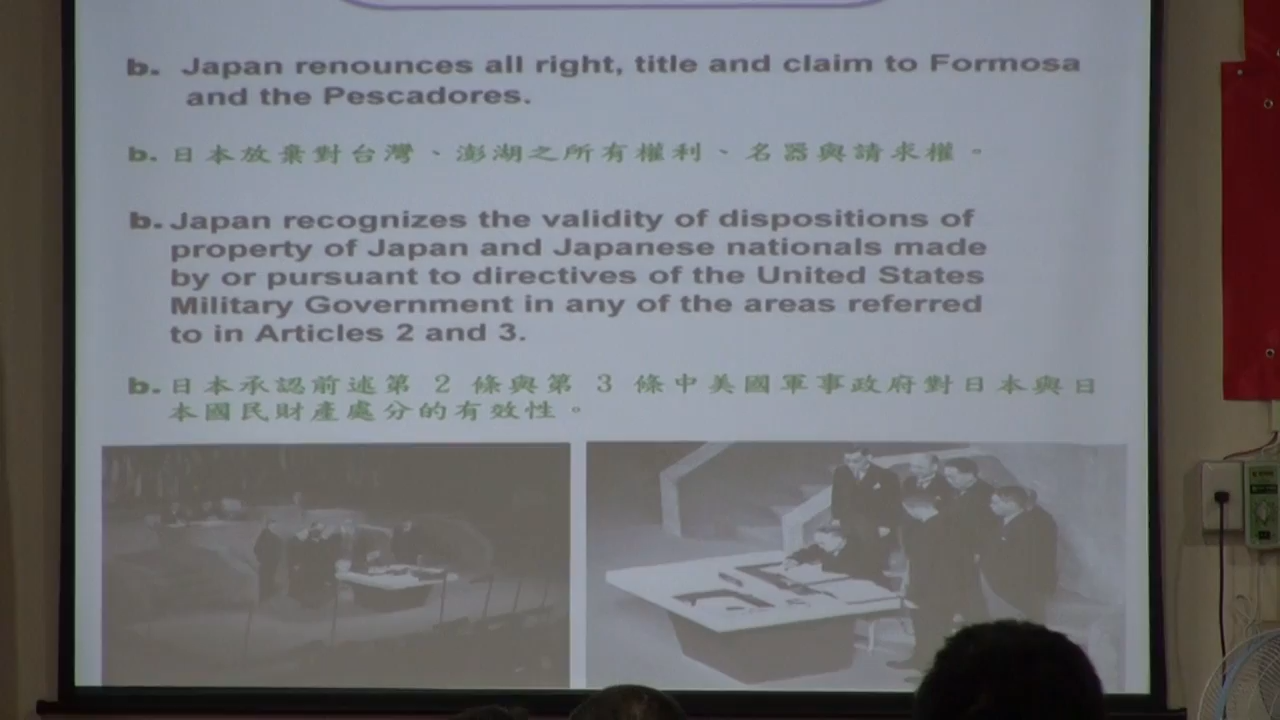 b. Japan renounces all right, title and claim to Formosa
and the Pescadores.
b. 日本放棄對台灣、澎湖之所有權利、名器與請求權。
b. Japan recognizes the validity of dispositions of
property of Japan and Japanese nationals made
by or pursuant to directives of the United States
Military Government in any of the areas referred
to in Articles 2 and 3.
b. 日本承認前述第 2 條與第 3 條中美國軍事政府對日本與日
本國民財產處分的有效性。